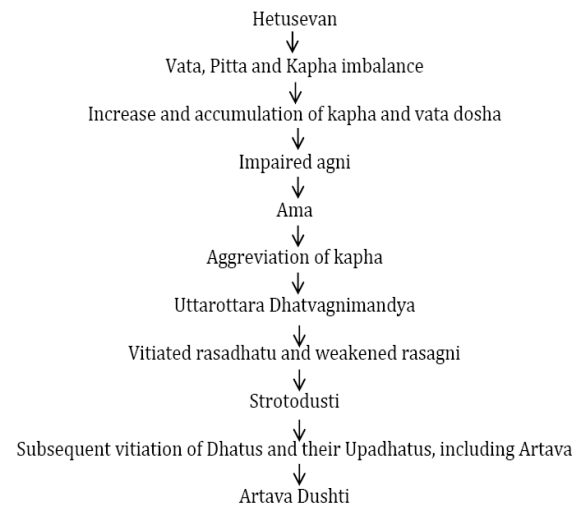 Hetusevan
Vata, Pitta and Kapha imbalance
Increase and accumulation of kapha and vata dosha
Impaired agni
Ama
Aggreviation of kapha
Uttarottara Dhatvagnimandya
Vitiated rasadhatu and weakened rasagni
Strotodusti
Subsequent vitiation of Dhatus and their Upadhatus, including Artava
Artava Dushti